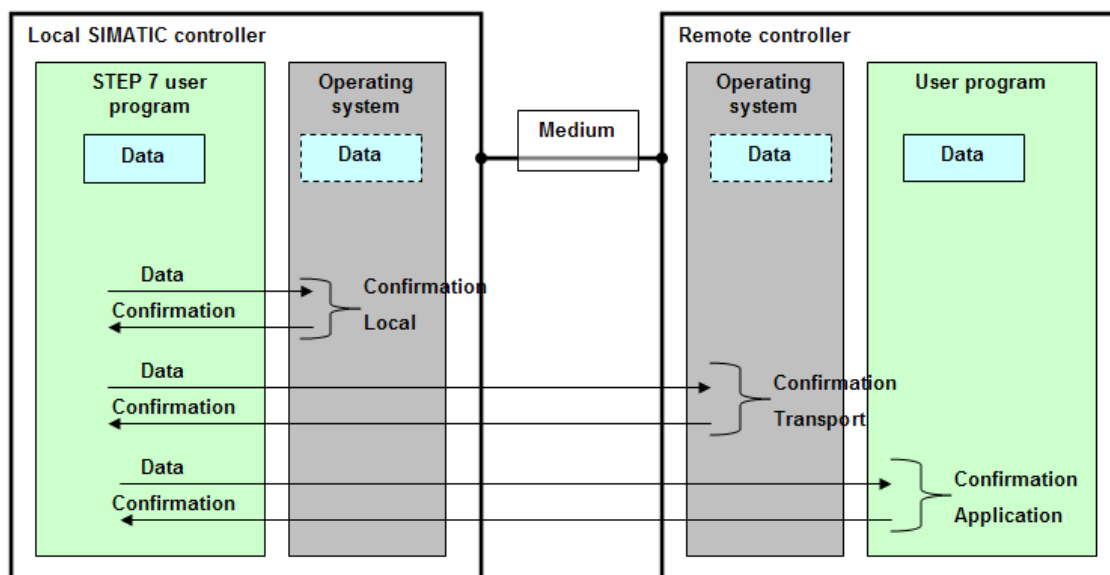 Local SIMATIC controller
STEP 7 user
program
Data
Operating
system
Data
Medium
Remote controller
Operating
system
Data
User program
Data
Data
Confirmation
Confirmation
Local
Data
Confirmation
Confirmation
Transport
Data
Confirmation
Confirmation
Application